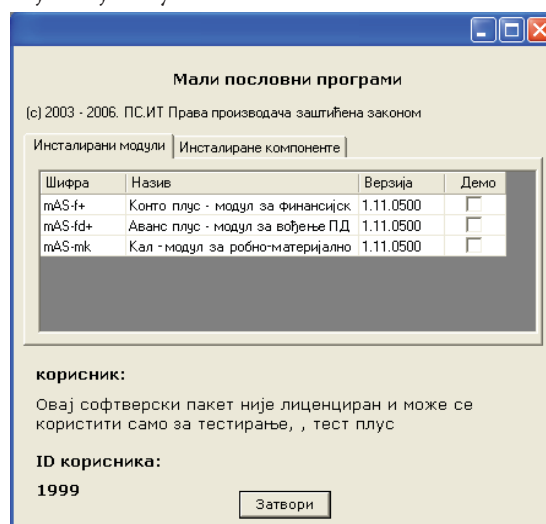 Мали пословни програми
(c) 2003 - 2006. ПС.ИТ Права произвођача заштићена законом
Инсталирани модули Инсталиране компоненте
Шифра Назив Верзија Демо
mAS-f+ Конто плус - модул за финансијск 1.11.0500
mAS-fd+ Аванс плус - модул за вођење ПД 1.11.0500
mAS-mk Кал - модул за робно-материјално 1.11.0500
корисник:
Овај софтверски пакет није лиценциран и може се
користити само за тестирање, , тест плус
ID корисника:
1999
Затвори